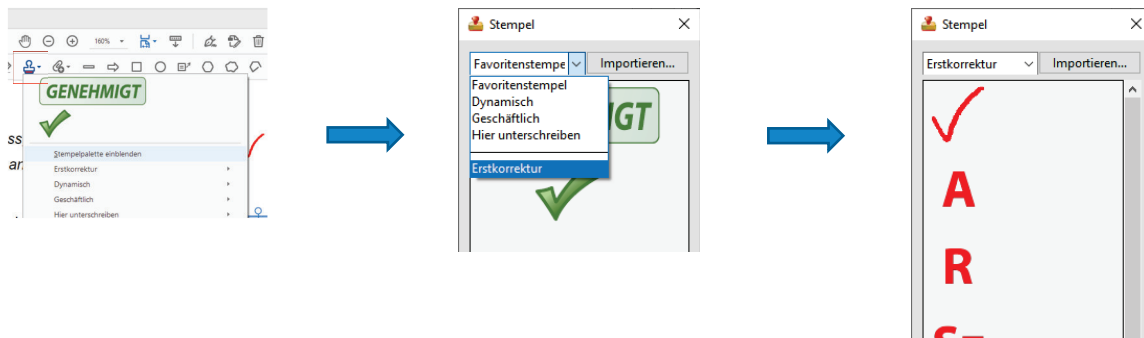 160%
GENEHMIGT
ss
ar
Stempelpalette einblenden
Erstkorrektur
Dynamisch
Geschäftlich
Hier unterschreiben
Stempel
Favoritenstempe
Importieren...
Favoritenstempel
Dynamisch
Geschäftlich
Hier unterschreiben
Erstkorrektur
IGT
Stempel
Erstkorrektur
Importieren...
A
R